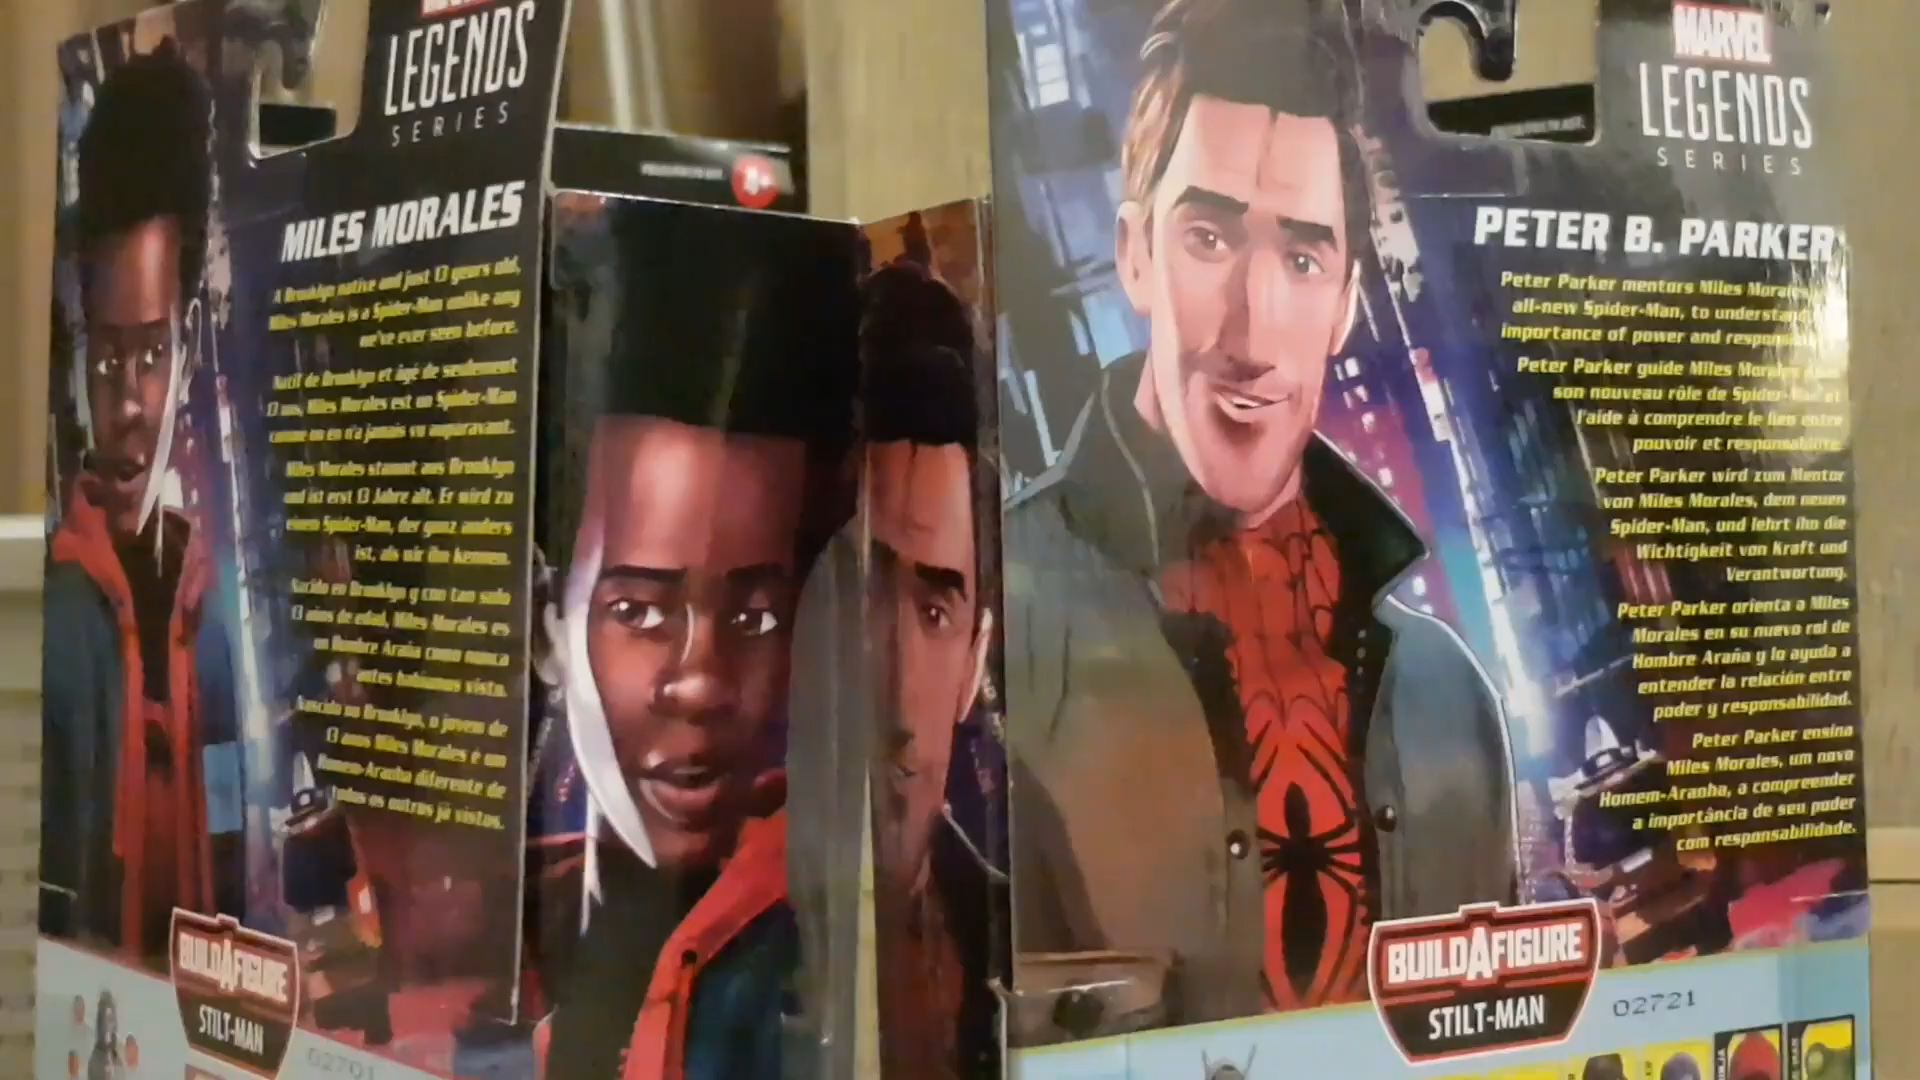 LEGENDS
SERIES
MILES MORALES
A Brooklyn native and just 13 years old,
Miles Morales is a Spider-Man unlike any
we've ever seen before.
Natif de Brooklyn et âgé de seulement
13 ans, Miles Morales est un Spider-Man
comme on en n'a jamais vu auparavant.
Miles Morales stammt aus Brooklyn
und ist erst 13 Jahre alt. Er wird zu
einem Spider-Man, der ganz anders
ist, als wir ihn kennen.
Nacido en Brooklyn y con tan solo
13 años de edad, Miles Morales es
un Hombre Araña como nunca
antes habíamos visto.
Nascido no Brooklyn, o jovem de
13 anos Miles Morales é um
Homem-Aranha diferente de
todos os outros já vistos.
BUILDAFIGURE
STILT-MAN
02701
MARVEL
LEGENDS
SERIES
PETER B. PARKER
Peter Parker mentors Miles Morales
all-new Spider-Man, to understand
importance of power and
Peter Parker guide Miles Morales
son nouveau rôle de Spider-Man et
l'aide à comprendre le lien entre
pouvoir et responsabilité.
Peter Parker wird zum Mentor
von Miles Morales, dem neuen
Spider-Man, und lehrt ihn die
Wichtigkeit von Kraft und
Verantwortung.
Peter Parker orienta a Miles
Morales en su nuevo rol de
Hombre Araña y lo ayuda a
entender la relación entre
poder y responsabilidad.
Peter Parker ensina
Miles Morales, um novo
Homem-Aranha, a compreender
a importância de seu poder
com responsabilidade.
BUILDAFIGURE
STILT-MAN
02721